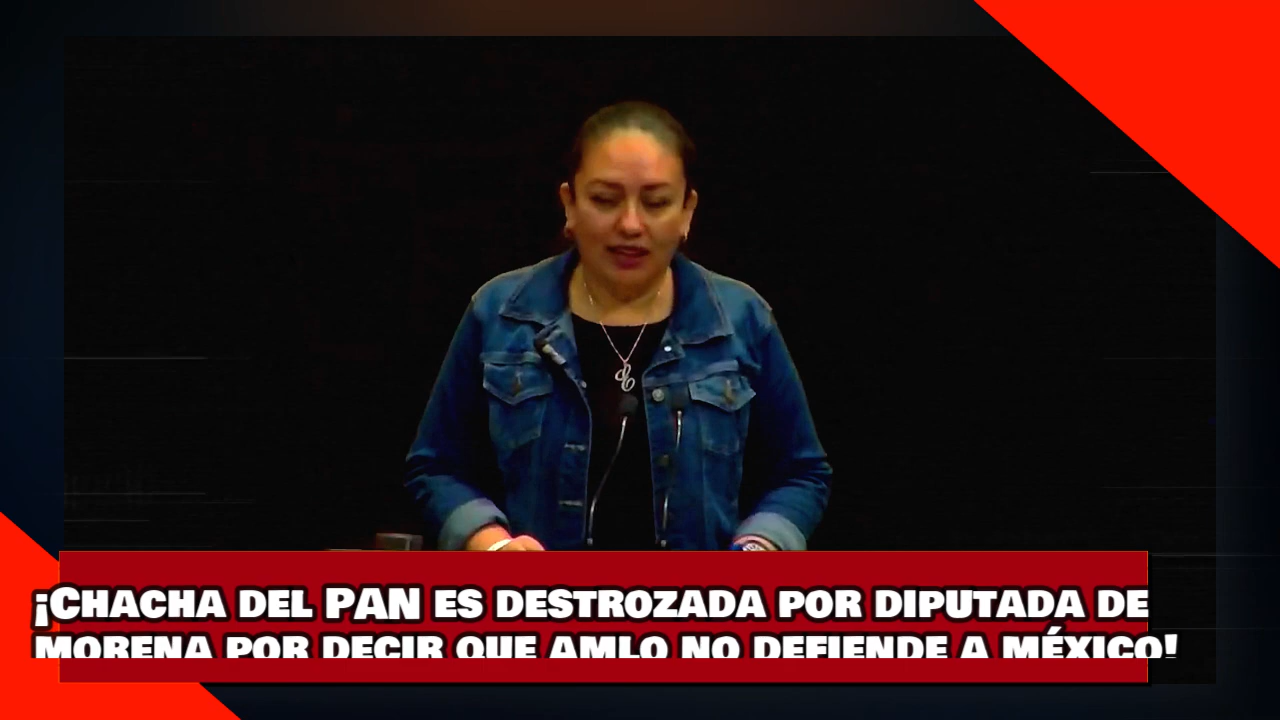 ¡Chacha del PAN es destrozada por diputada de
morena por decir que amlo no defiende a méxico!